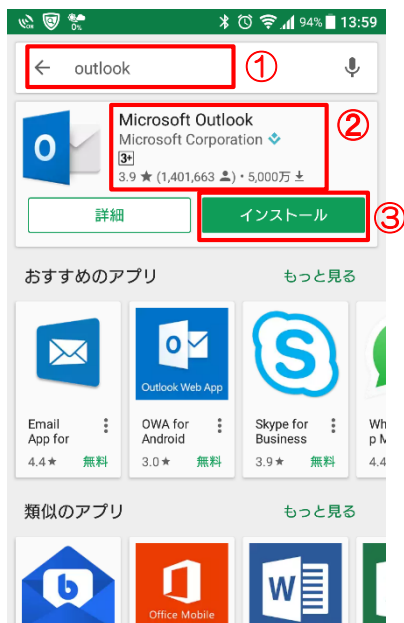 0%
94% 13:59
← outlook
①
Microsoft Outlook
②
Microsoft Corporation
3+
3.9 ★ (1,401,663 ) • 5,000万
詳細
インストール
③
おすすめのアプリ
もっと見る
Outlook Web App
Email App for
4.4★ 無料
OWA for Android
3.0★ 無料
Skype for Business
3.9★ 無料
Wh
p M
4.4
類似のアプリ
もっと見る
Office Mobile